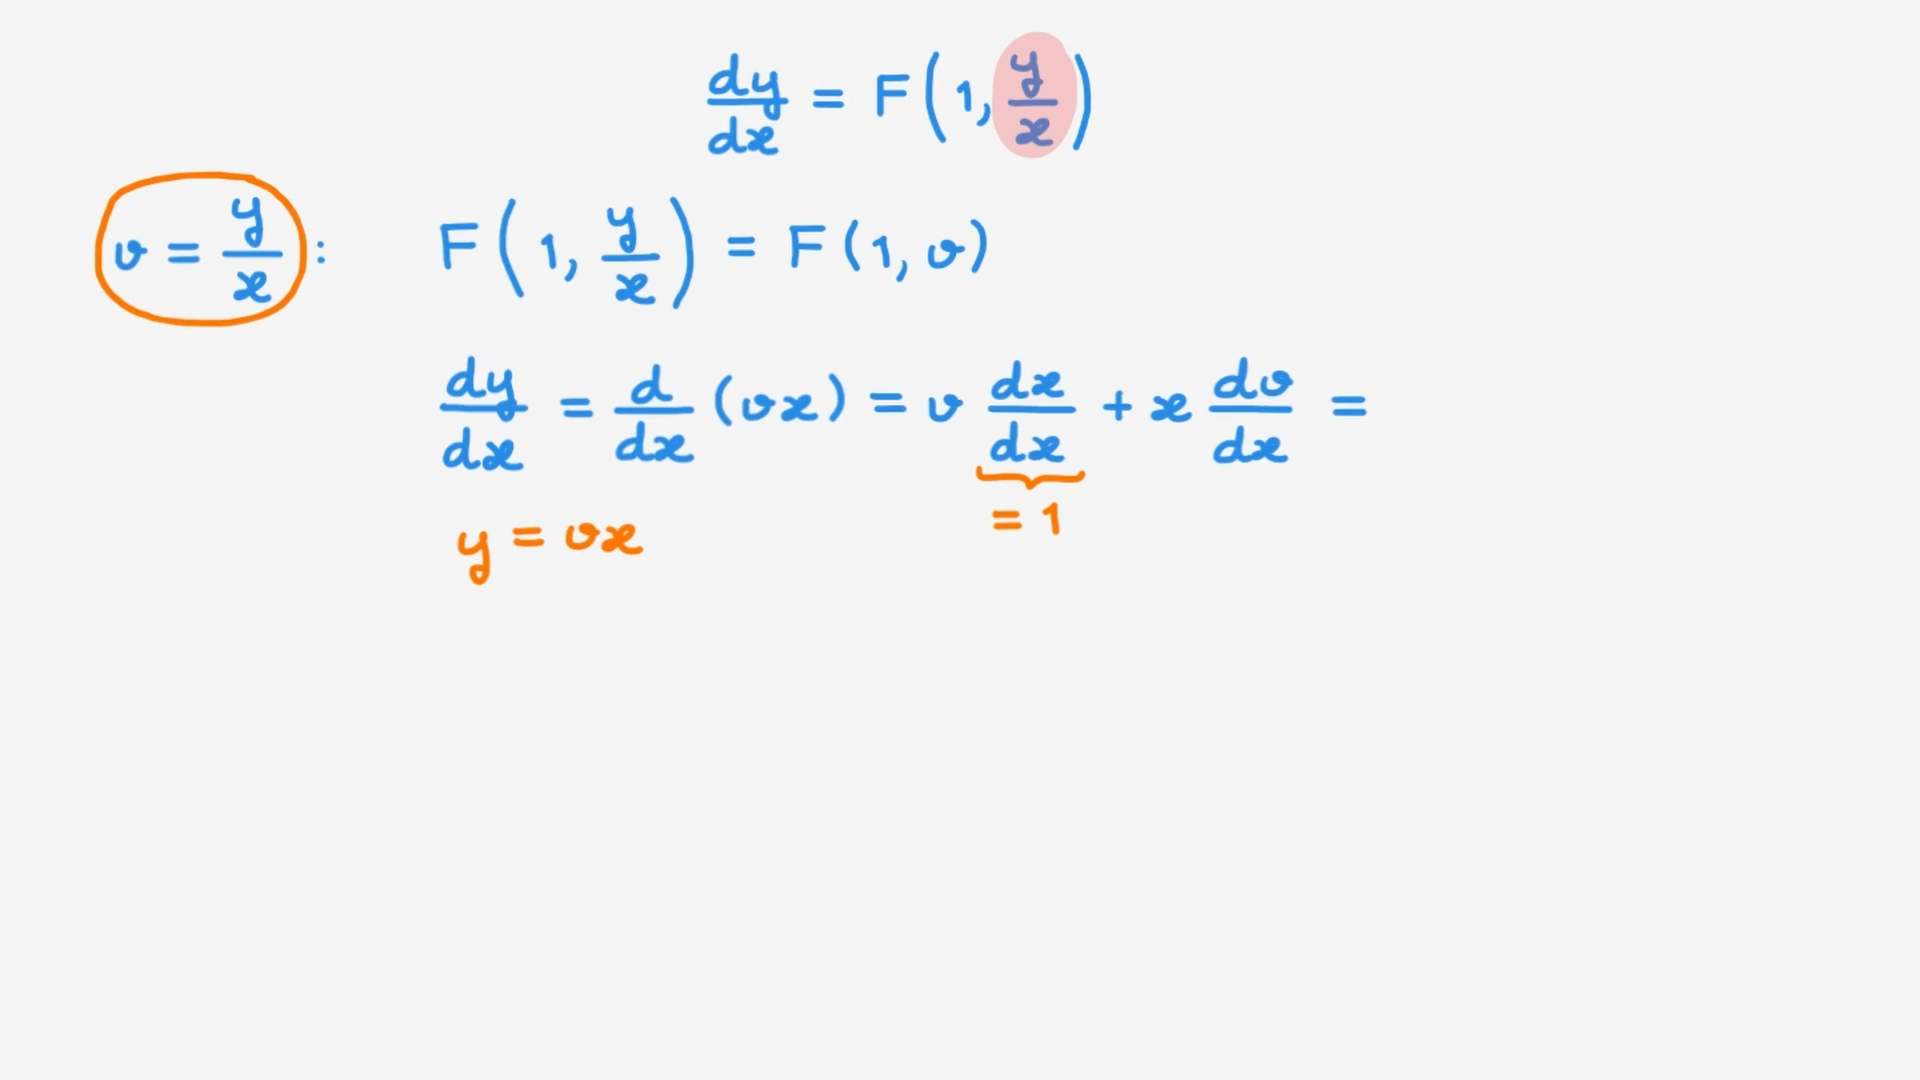 dy/dx = F(1, y/x)
v = y/x : F(1, y/x) = F(1, v)
dy/dx = d/dx (vx) = v dx/dx + x dv/dx =
y = vx = 1